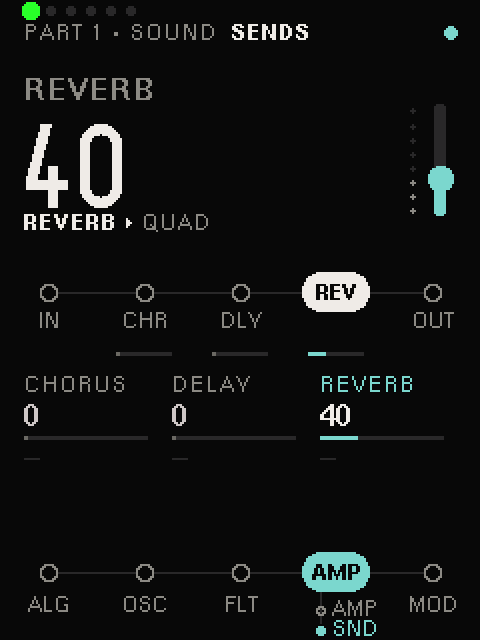 PART 1 · SOUND SENDS
REVERB
40
REVERB ▸ QUAD
REV
IN CHR DLY OUT
CHORUS DELAY REVERB
0 0 40
AMP
ALG OSC FLT AMP MOD
SND